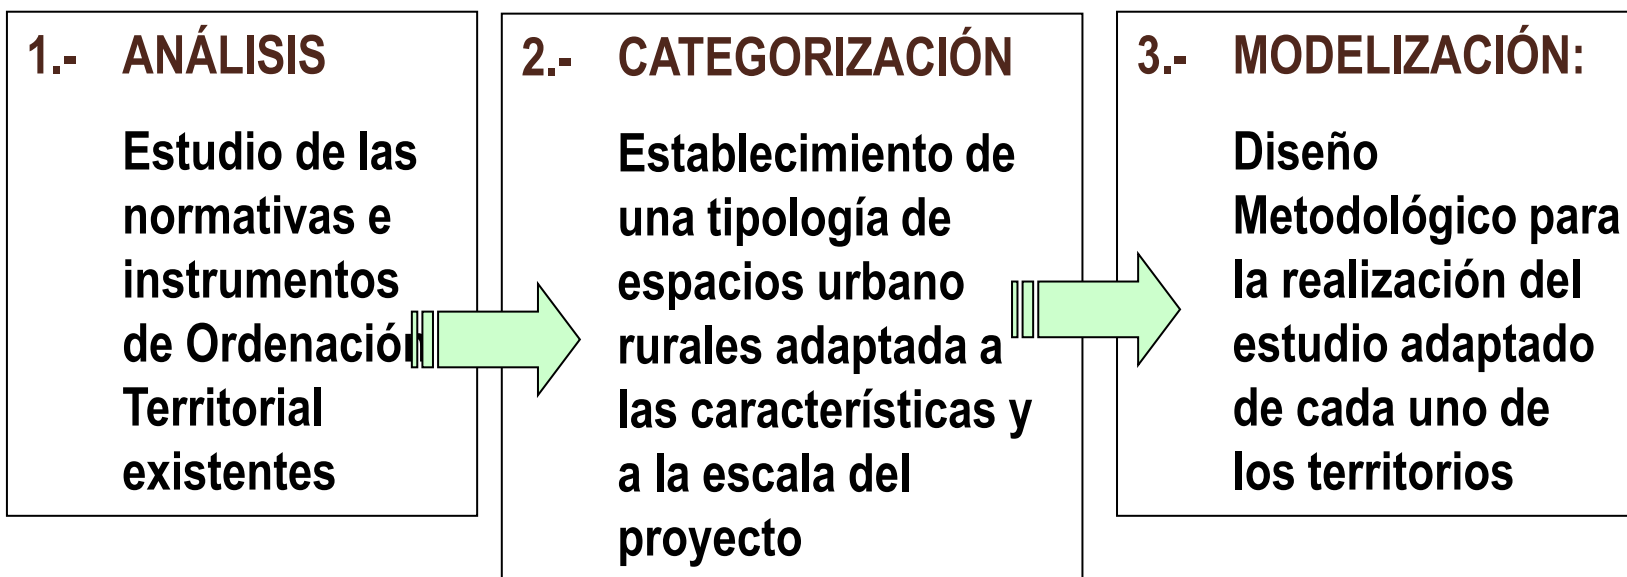 1.- ANÁLISIS
Estudio de las
normativas e
instrumentos
de Ordenación
Territorial
existentes
2.- CATEGORIZACIÓN
Establecimiento de
una tipología de
espacios urbano
rurales adaptada a
las características y
a la escala del
proyecto
3.- MODELIZACIÓN:
Diseño
Metodológico para
la realización del
estudio adaptado
de cada uno de
los territorios